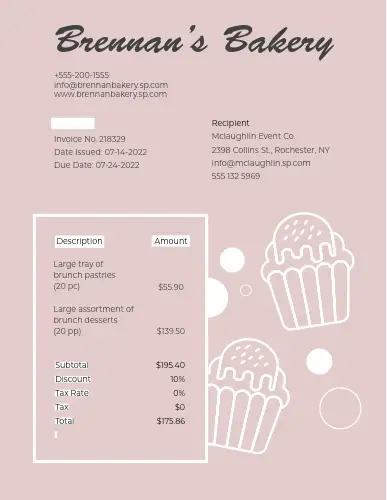 Brennan's Bakery
+555-200-1555
info@brennanbakery.sp.com
www.brennanbakery.sp.com
Invoice No. 218329
Date Issued: 07-14-2022
Due Date: 07-24-2022
Recipient
Mclaughlin Event Co.
2398 Collins St., Rochester, NY
info@mclaughlin.sp.com
555 132 5969
Description Amount
Large tray of
brunch pastries
(20 pc) $55.90
Large assortment of
brunch desserts
(20 pp) $139.50
Subtotal $195.40
Discount 10%
Tax Rate 0%
Tax $0
Total $175.86